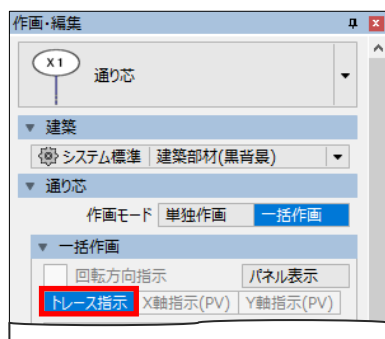 作画・編集
X1
通り芯
建築
システム標準 建築部材(黒背景)
通り芯
作画モード 単独作画 一括作画
一括作画
回転方向指示 パネル表示
トレース指示 X軸指示(PV) Y軸指示(PV)